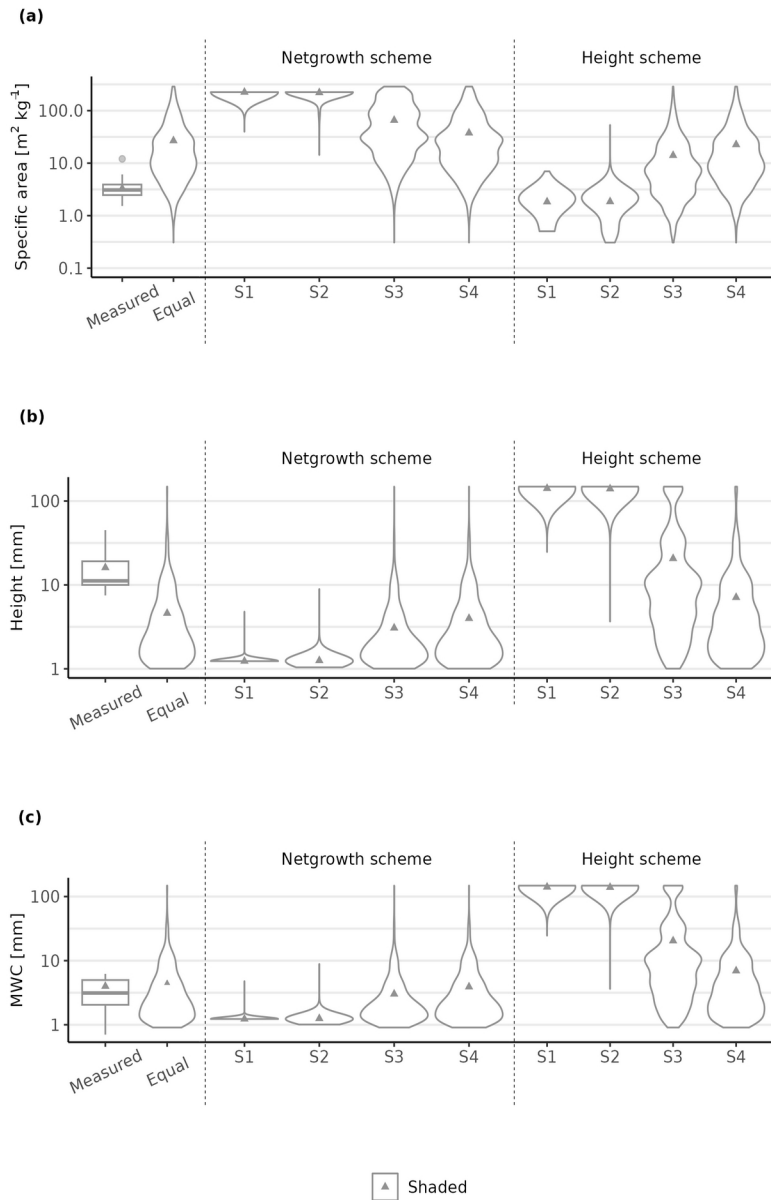 (a)
Netgrowth scheme Height scheme
Specific area [m² kg⁻¹]
100.0
10.0
1.0
0.1
Measured Equal S1 S2 S3 S4 S1 S2 S3 S4
(b)
Netgrowth scheme Height scheme
Height [mm]
100
10
1
Measured Equal S1 S2 S3 S4 S1 S2 S3 S4
(c)
Netgrowth scheme Height scheme
MWC [mm]
100
10
1
Measured Equal S1 S2 S3 S4 S1 S2 S3 S4
Shaded